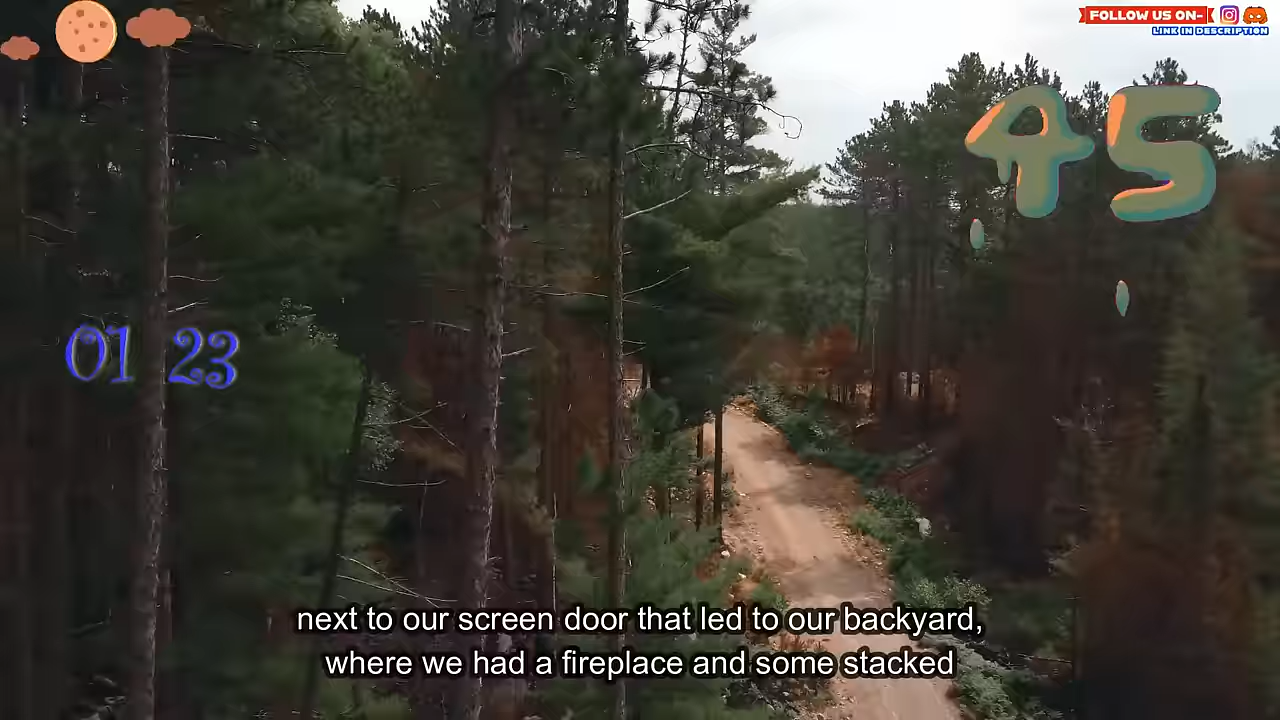 FOLLOW US ON-
LINK IN DESCRIPTION
45
01 23
next to our screen door that led to our backyard,
where we had a fireplace and some stacked